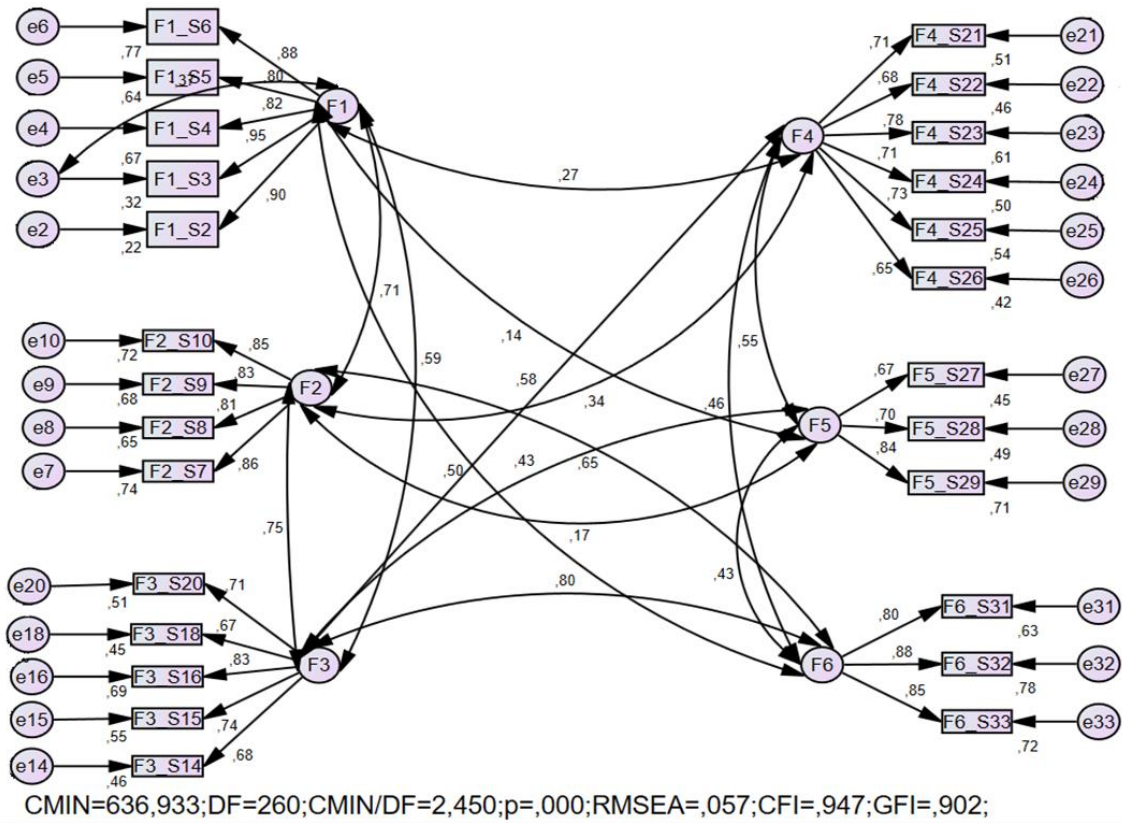 e6 F1_S6 ,77 ,88
e5 F1_S5 ,64 ,37 ,80
e4 F1_S4 ,67 ,82
e3 F1_S3 ,32 ,95
e2 F1_S2 ,22 ,90
F1
F4
,71 F4_S21 e21 ,51
,68 F4_S22 e22 ,46
,78 F4_S23 e23 ,61
,71 F4_S24 e24 ,50
,73 F4_S25 e25 ,54
,65 F4_S26 e26 ,42
,27
,71
,14
,55
,59
,58
,34
,46
e10 F2_S10 ,72 ,85
e9 F2_S9 ,68 ,83
e8 F2_S8 ,65 ,81
e7 F2_S7 ,74 ,86
F2
F5
,67 F5_S27 e27 ,45
,70 F5_S28 e28 ,49
,84 F5_S29 e29 ,71
,50
,43
,65
,75
,17
,80
,43
e20 F3_S20 ,51 ,71
e18 F3_S18 ,45 ,67
e16 F3_S16 ,69 ,83
e15 F3_S15 ,55 ,74
e14 F3_S14 ,46 ,68
F3
F6
,80 F6_S31 e31 ,63
,88 F6_S32 e32 ,78
,85 F6_S33 e33 ,72
CMIN=636,933;DF=260;CMIN/DF=2,450;p=,000;RMSEA=,057;CFI=,947;GFI=,902;